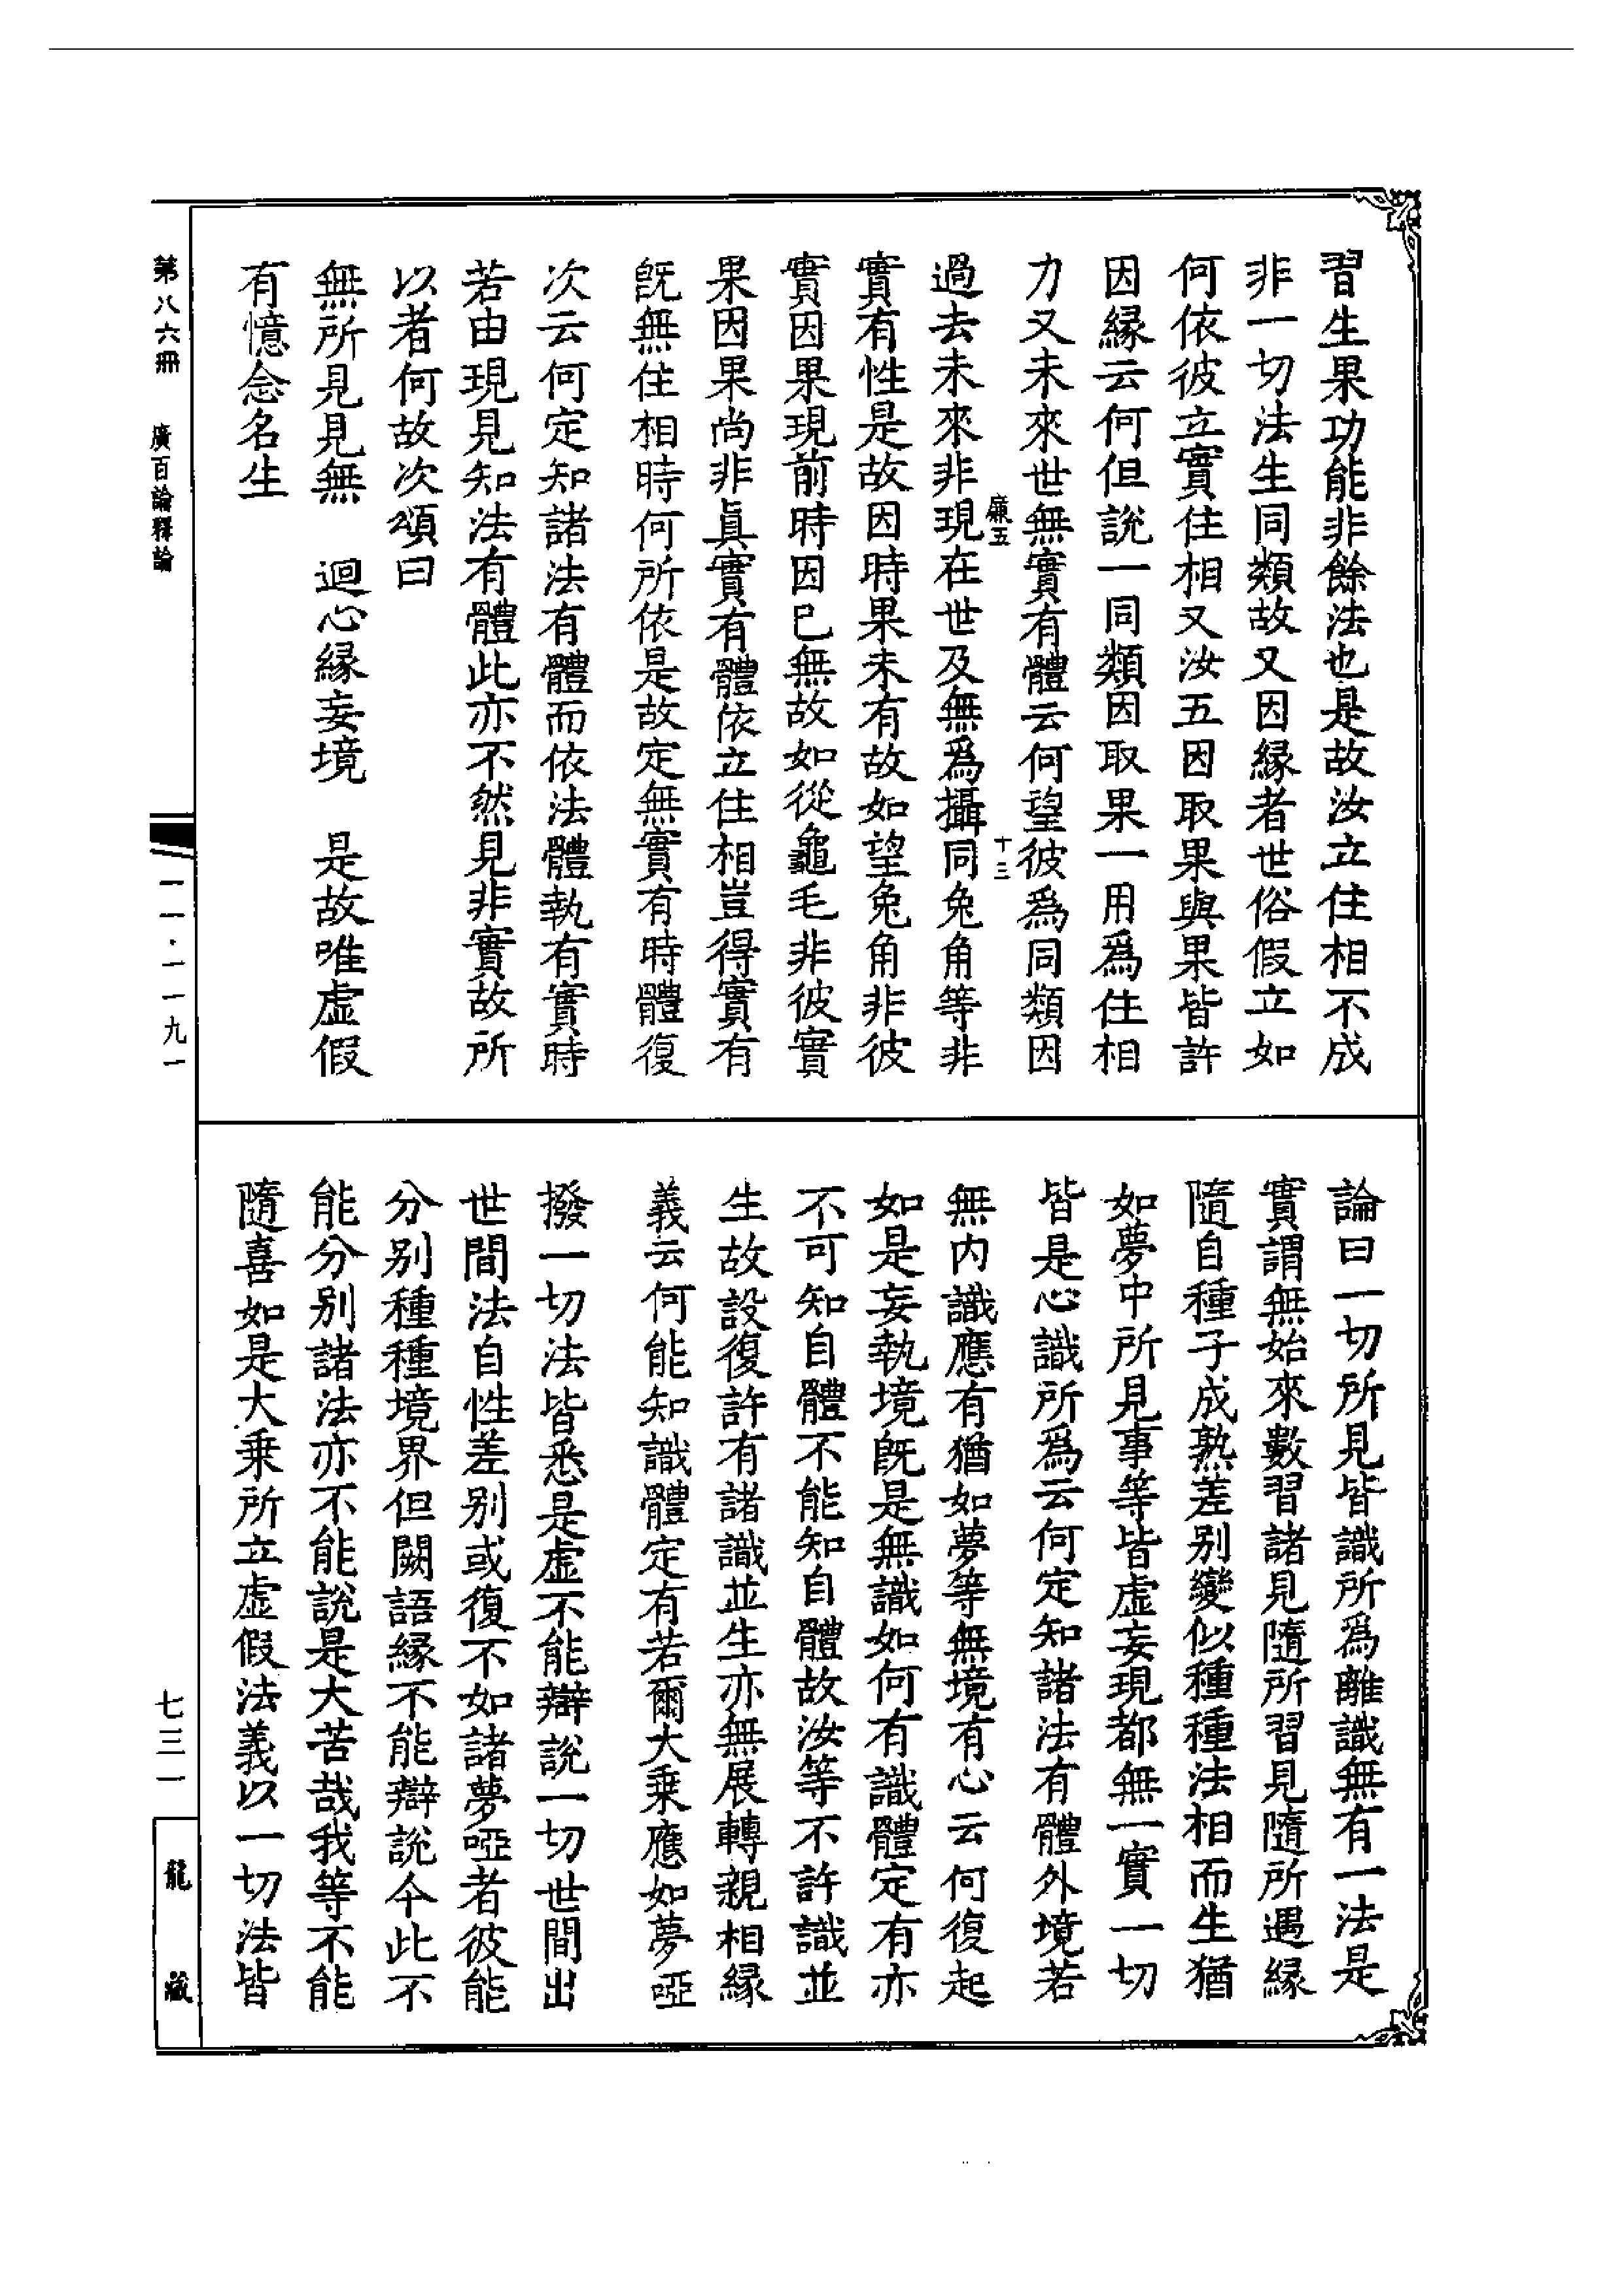 習生果功能非餘法也是故汝立住相不成
非一切法生同類故又因緣者世俗假立如
何依彼立實住相又汝五因取果與果皆許
因緣云何但說一同類因取果一用爲住相
力又未來世無實有體云何望彼爲同類因
廉五
十三
過去未來非現在世及無爲攝同兔角等非
實有性是故因時果未有故如望兔角非彼
實因果現前時因已無故如從龜毛非彼實
果因果尚非眞實有體依立住相豈得實有
旣無住相時何所依是故定無實有時體復
次云何定知諸法有體而依法體執有實時
若由現見知法有體此亦不然見非實故所
以者何故次頌曰
無所見見無　迴心緣妄境　是故唯虛假
有憶念名生
論曰一切所見皆識所爲離識無有一法是
實謂無始來數習諸見隨所習見隨所遇緣
隨自種子成熟差別變似種種法相而生猶
如夢中所見事等皆虛妄現都無一實一切
皆是心識所爲云何定知諸法有體外境若
無內識應有猶如夢等無境有心云何復起
如是妄執境旣是無識如何有識體定有亦
不可知自體不能知自體故汝等不許識並
生故設復許有諸識並生亦無展轉親相緣
義云何能知識體定有若爾大乘應如夢啞
撥一切法皆悉是虛不能辯說一切世間出
世間法自性差別或復不如諸夢啞者彼能
分別種種境界但闕語緣不能辯說今此不
能分別諸法亦不能說是大苦哉我等不能
隨喜如是大乘所立虛假法義以一切法皆
第八六冊　廣百論釋論
一一·一一九一
七三一
龍藏